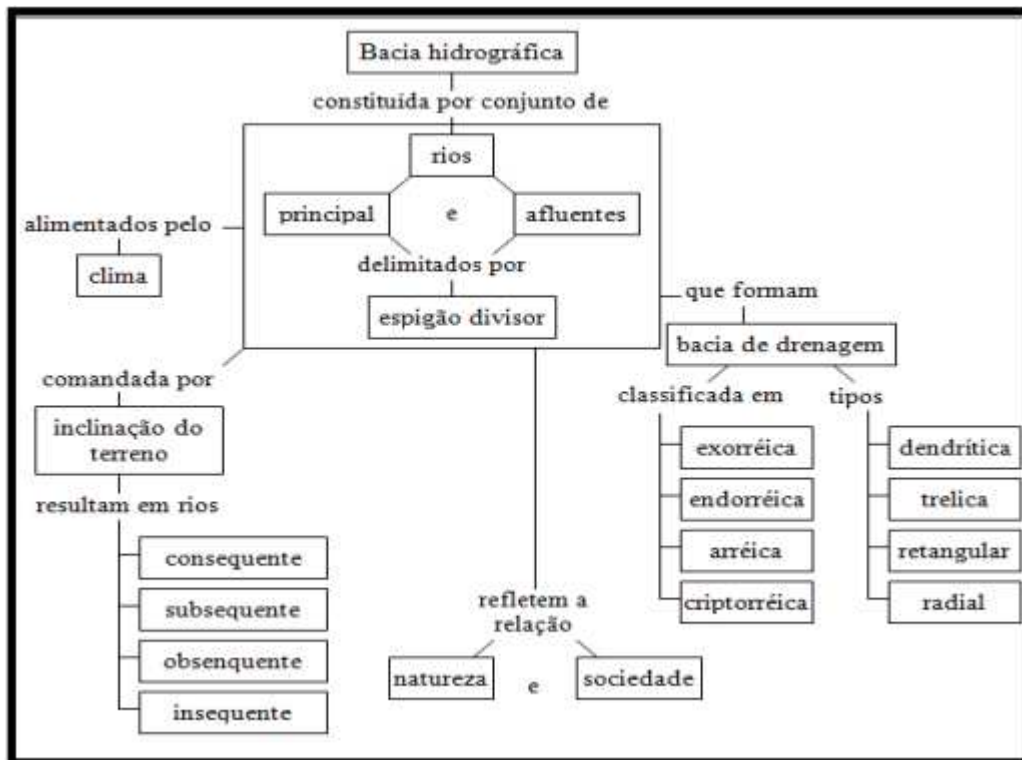 Bacia hidrográfica
constituída por conjunto de
rios
principal
e
afluentes
delimitados por
espigão divisor
alimentados pelo
clima
que formam
bacia de drenagem
classificada em
exorréica
endorréica
arréica
criptorréica
tipos
dendrítica
trelica
retangular
radial
comandada por
inclinação do
terreno
resultam em rios
consequente
subsequente
obsenquente
insequente
refletem a
relação
natureza
e
sociedade